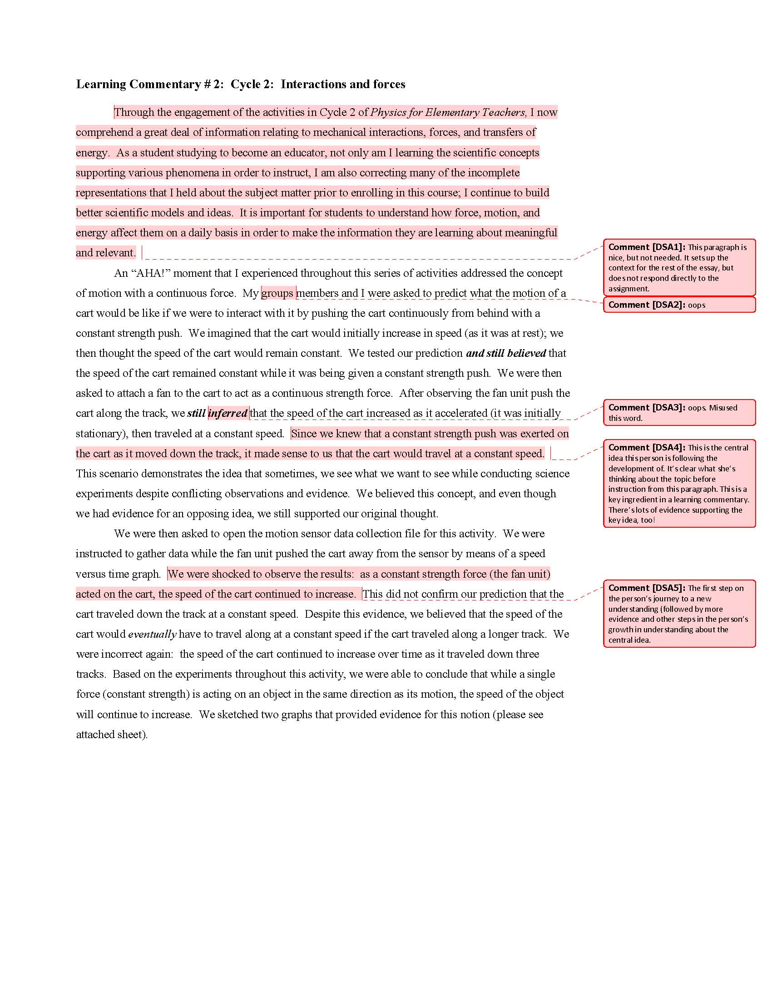 Learning Commentary # 2:  Cycle 2:  Interactions and forces
Through the engagement of the activities in Cycle 2 of Physics for Elementary Teachers, I now
comprehend a great deal of information relating to mechanical interactions, forces, and transfers of
energy.  As a student studying to become an educator, not only am I learning the scientific concepts
supporting various phenomena in order to instruct, I am also correcting many of the incomplete
representations that I held about the subject matter prior to enrolling in this course; I continue to build
better scientific models and ideas.  It is important for students to understand how force, motion, and
energy affect them on a daily basis in order to make the information they are learning about meaningful
and relevant.
An “AHA!” moment that I experienced throughout this series of activities addressed the concept
of motion with a continuous force.  My groups members and I were asked to predict what the motion of a
cart would be like if we were to interact with it by pushing the cart continuously from behind with a
constant strength push.  We imagined that the cart would initially increase in speed (as it was at rest); we
then thought the speed of the cart would remain constant.  We tested our prediction and still believed that
the speed of the cart remained constant while it was being given a constant strength push.  We were then
asked to attach a fan to the cart to act as a continuous strength force.  After observing the fan unit push the
cart along the track, we still inferred that the speed of the cart increased as it accelerated (it was initially
stationary), then traveled at a constant speed.  Since we knew that a constant strength push was exerted on
the cart as it moved down the track, it made sense to us that the cart would travel at a constant speed.
This scenario demonstrates the idea that sometimes, we see what we want to see while conducting science
experiments despite conflicting observations and evidence.  We believed this concept, and even though
we had evidence for an opposing idea, we still supported our original thought.
We were then asked to open the motion sensor data collection file for this activity.  We were
instructed to gather data while the fan unit pushed the cart away from the sensor by means of a speed
versus time graph.  We were shocked to observe the results:  as a constant strength force (the fan unit)
acted on the cart, the speed of the cart continued to increase.  This did not confirm our prediction that the
cart traveled down the track at a constant speed.  Despite this evidence, we believed that the speed of the
cart would eventually have to travel along at a constant speed if the cart traveled along a longer track.  We
were incorrect again:  the speed of the cart continued to increase over time as it traveled down three
tracks.  Based on the experiments throughout this activity, we were able to conclude that while a single
force (constant strength) is acting on an object in the same direction as its motion, the speed of the object
will continue to increase.  We sketched two graphs that provided evidence for this notion (please see
attached sheet).
Comment [DSA1]: This paragraph is
nice, but not needed. It sets up the
context for the rest of the essay, but
does not respond directly to the
assignment.
Comment [DSA2]: oops
Comment [DSA3]: oops. Misused
this word.
Comment [DSA4]: This is the central
idea this person is following the
development of. It’s clear what she’s
thinking about the topic before
instruction from this paragraph. This is a
key ingredient in a learning commentary.
There’s lots of evidence supporting the
key idea, too!
Comment [DSA5]: The first step on
the person’s journey to a new
understanding (followed by more
evidence and other steps in the person’s
growth in understanding about the
central idea.